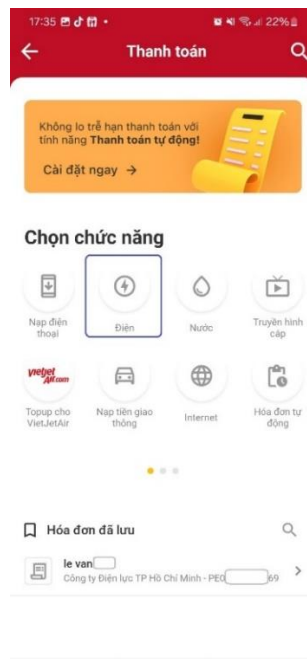 17:35 22%
Thanh toán
Không lo trễ hạn thanh toán với
tính năng Thanh toán tự động!
Cài đặt ngay →
Chọn chức năng
Nạp điện
thoại
Điện
Nước
Truyền hình
cáp
vietjet
Air.com
Topup cho
VietJetAir
Nạp tiền giao
thông
Internet
Hóa đơn tự
động
Hóa đơn đã lưu
le van
Công ty Điện lực TP Hồ Chí Minh - PE0 69